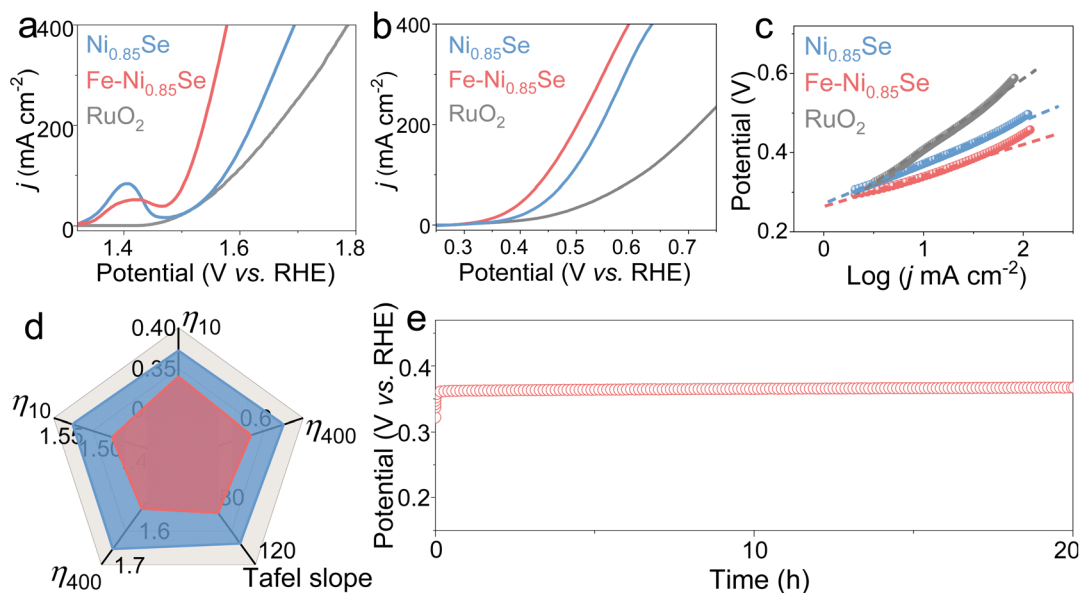 a
400
Ni0.85Se
Fe-Ni0.85Se
RuO2
200
0
j (mA cm-2)
1.4
1.6
1.8
Potential (V vs. RHE)
b
400
Ni0.85Se
Fe-Ni0.85Se
RuO2
200
0
j (mA cm-2)
0.3
0.4
0.5
0.6
0.7
Potential (V vs. RHE)
c
Ni0.85Se
Fe-Ni0.85Se
RuO2
0.6
0.4
0.2
Potential (V)
0
1
2
Log (j mA cm-2)
d
η10
0.40
0.35
η10
1.55
1.50
0.6
η400
1.6
1.7
η400
120
Tafel slope
e
0.4
0.3
0.2
Potential (V vs. RHE)
0
10
20
Time (h)